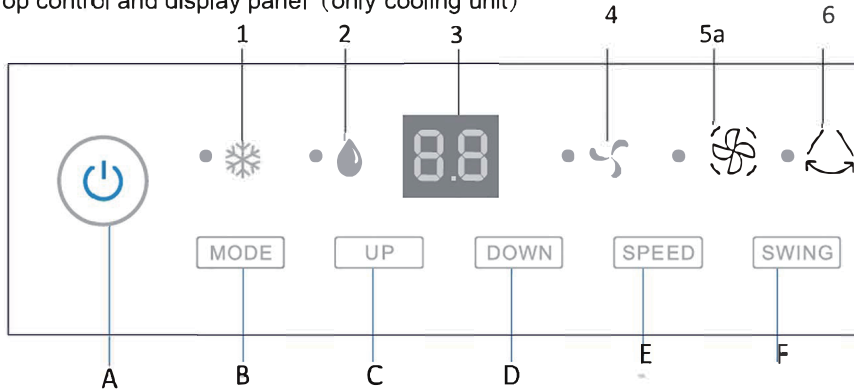 op control and display panel（only cooling unit）
4 6
1 2 3 5a
8.8
MODE UP DOWN SPEED SWING
E F
A B C D